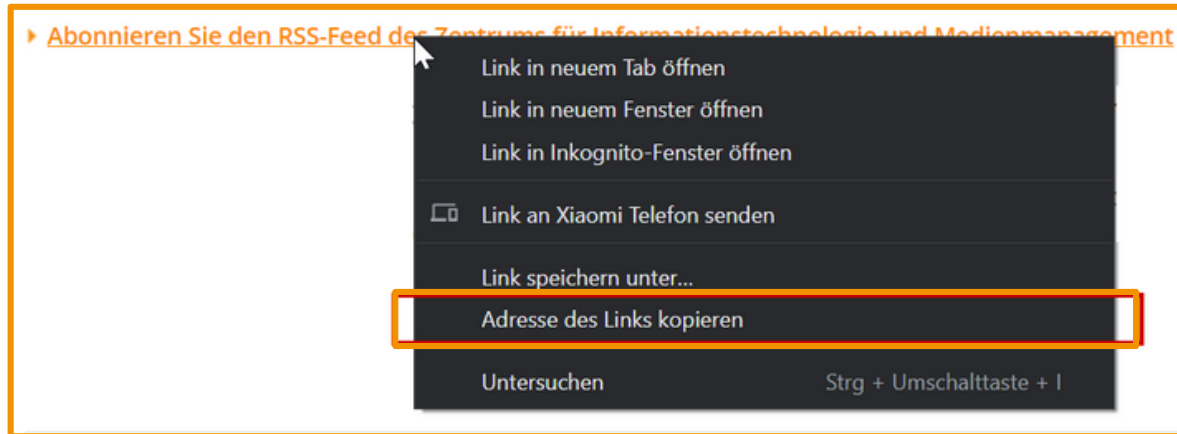 Abonnieren Sie den RSS-Feed des Zentrums für Informationstechnologie und Medienmanagement
Link in neuem Tab öffnen
Link in neuem Fenster öffnen
Link in Inkognito-Fenster öffnen
Link an Xiaomi Telefon senden
Link speichern unter...
Adresse des Links kopieren
Untersuchen Strg + Umschalttaste + I